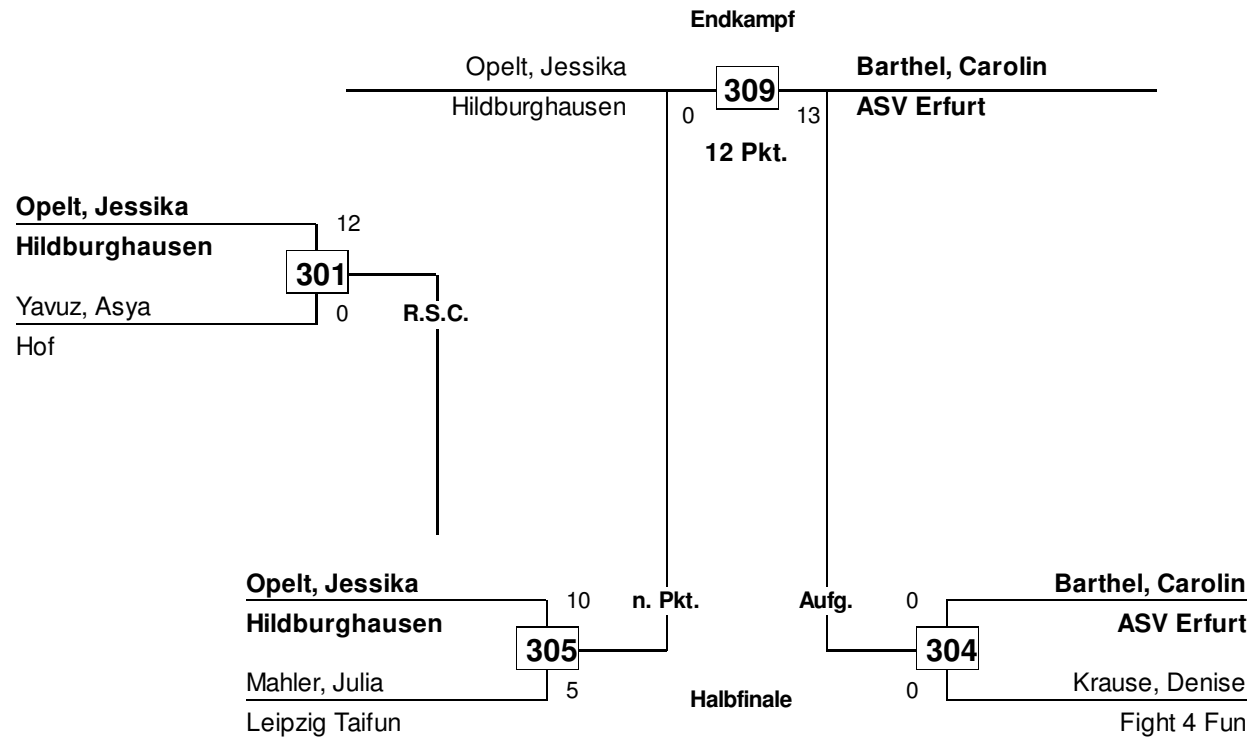 Endkampf
Opelt, Jessika
309
Barthel, Carolin
Hildburghausen
0
13
ASV Erfurt
12 Pkt.
Opelt, Jessika
12
Hildburghausen
301
Yavuz, Asya
0
R.S.C.
Hof
Opelt, Jessika
10
n. Pkt.
Aufg.
0
Barthel, Carolin
Hildburghausen
ASV Erfurt
305
304
Mahler, Julia
5
Halbfinale
0
Krause, Denise
Leipzig Taifun
Fight 4 Fun